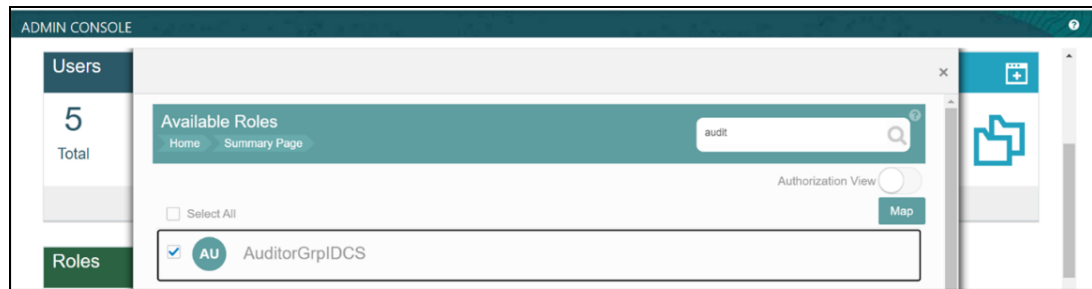 ADMIN CONSOLE
Users
5
Total
Available Roles
Home
Summary Page
audit
Authorization View
Select All
Map
AU
AuditorGrpIDCS
Roles